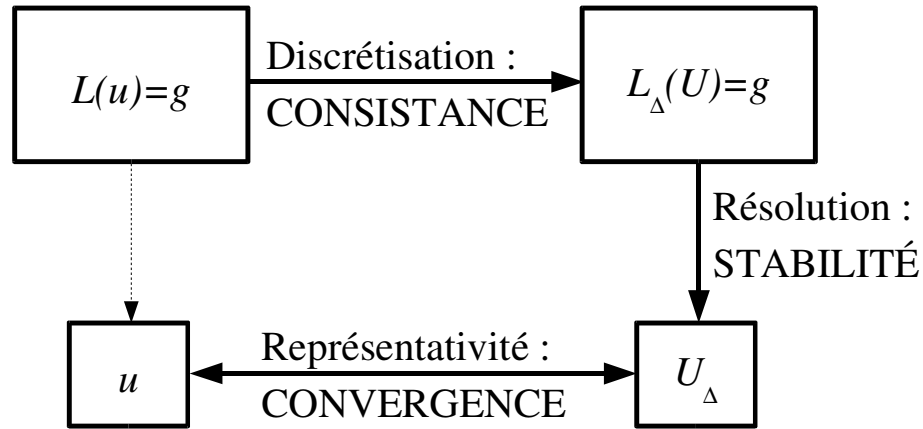 L(u)=g
Discrétisation :
CONSISTANCE
L_Δ(U)=g
Résolution :
STABILITÉ
u
Représentativité :
CONVERGENCE
U_Δ